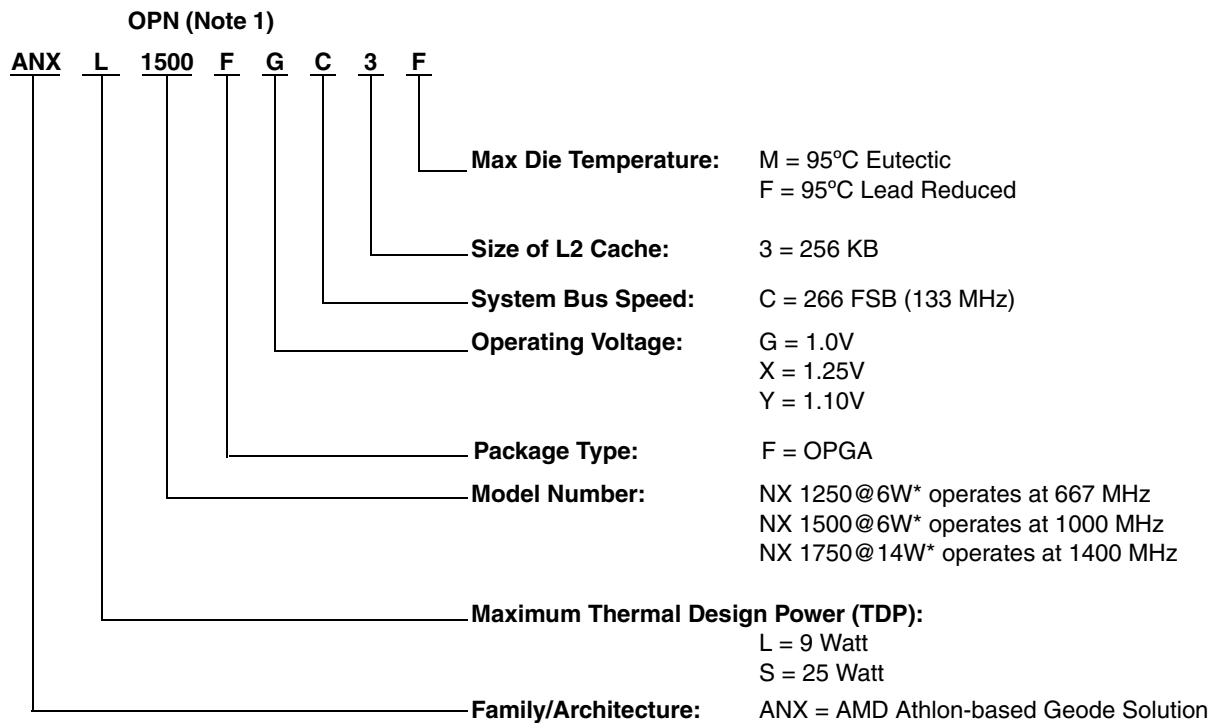 OPN (Note 1)
ANX L 1500 F G C 3 F
Max Die Temperature: M = 95ºC Eutectic
F = 95ºC Lead Reduced
Size of L2 Cache: 3 = 256 KB
System Bus Speed: C = 266 FSB (133 MHz)
Operating Voltage: G = 1.0V
X = 1.25V
Y = 1.10V
Package Type: F = OPGA
Model Number: NX 1250@6W* operates at 667 MHz
NX 1500@6W* operates at 1000 MHz
NX 1750@14W* operates at 1400 MHz
Maximum Thermal Design Power (TDP):
L = 9 Watt
S = 25 Watt
Family/Architecture: ANX = AMD Athlon-based Geode Solution